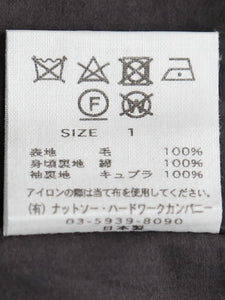 F W
SIZE 1
表地 毛 100%
身頃裏地 綿 100%
袖裏地 キュプラ 100%
アイロンの際は当て布を使用してください
(有) ナットソー・ハードワークカンパニー
03-5939-8090
日本製